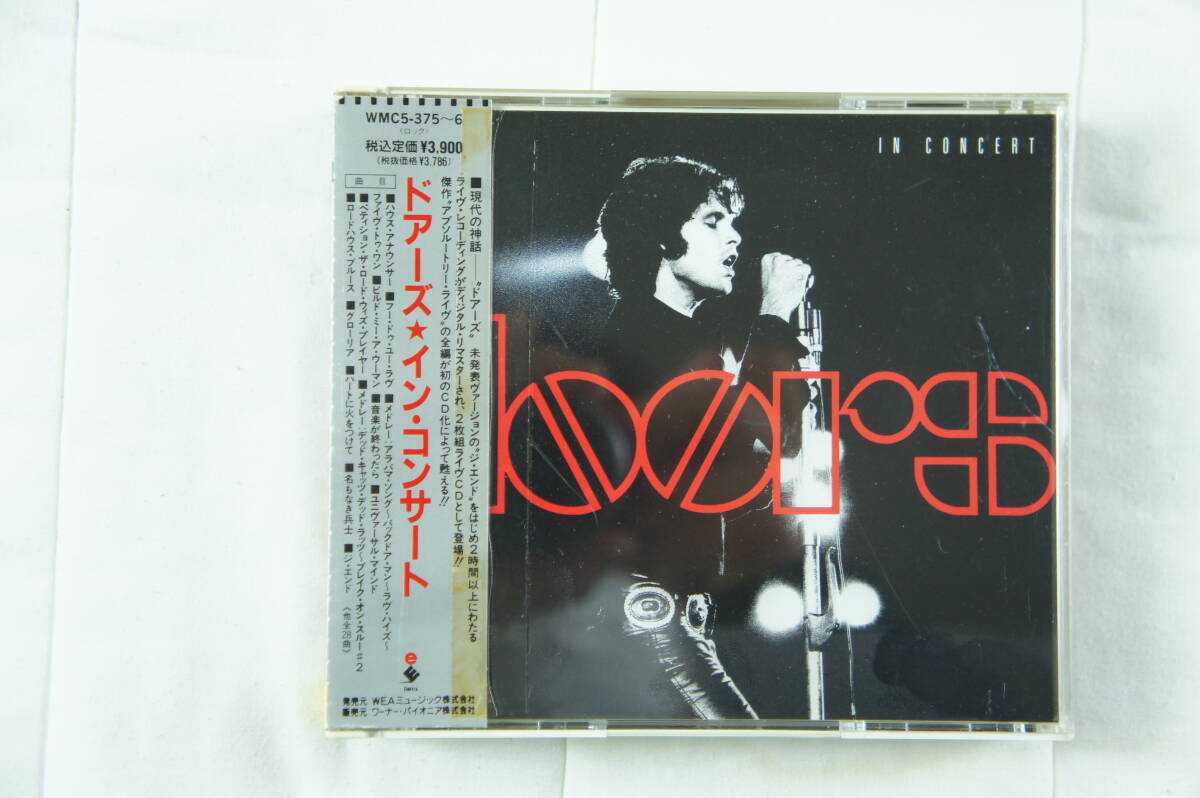 WMC5-375〜6
〈ロック〉
税込定価¥3,900
(税抜価格¥3,786)
曲目
ドアーズ★イン・コンサート
■現代の神話——“ドアーズ” 未発表ヴァージョンの“ジ・エンド”をはじめ2時間以上にわたる
ライヴ・レコーディングがディジタル・リマスターされ、2枚組ライヴCDとして登場!!
傑作“アブソルートリー・ライヴ”の全編が初のCD化によって甦える!!
■ハウス・アナウンサー ■フー・ドゥ・ユー・ラヴ ■メドレー:アラバマ・ソング〜バックドア・マン〜ラヴ・ハイズ〜
ファイヴ・トゥ・ワン ■ビルド・ミー・ア・ウーマン ■音楽が終わったら ■ユニヴァーサル・マインド
■ペティション・ザ・ロード・ウィズ・プレイヤー ■メドレー:デッド・キャッツ・デッド・ラッツ〜ブレイク・オン・スルー#2
■ロードハウス・ブルース ■グローリア ■ハートに火をつけて ■名もなき兵士 ■ジ・エンド 〈他全28曲〉
発売元 WEAミュージック株式会社
販売元 ワーナー・パイオニア株式会社
IN CONCERT
oors